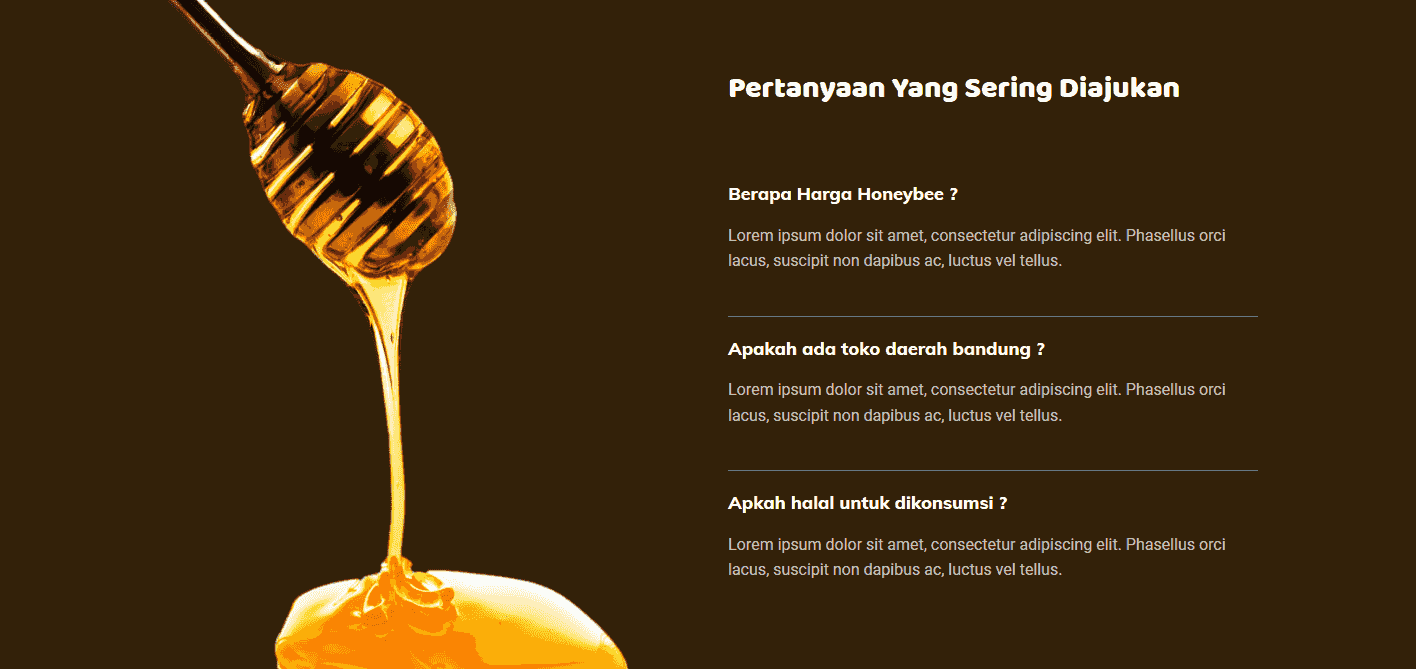 Pertanyaan Yang Sering Diajukan
Berapa Harga Honeybee ?
Lorem ipsum dolor sit amet, consectetur adipiscing elit. Phasellus orci
lacus, suscipit non dapibus ac, luctus vel tellus.
Apakah ada toko daerah bandung ?
Lorem ipsum dolor sit amet, consectetur adipiscing elit. Phasellus orci
lacus, suscipit non dapibus ac, luctus vel tellus.
Apkah halal untuk dikonsumsi ?
Lorem ipsum dolor sit amet, consectetur adipiscing elit. Phasellus orci
lacus, suscipit non dapibus ac, luctus vel tellus.